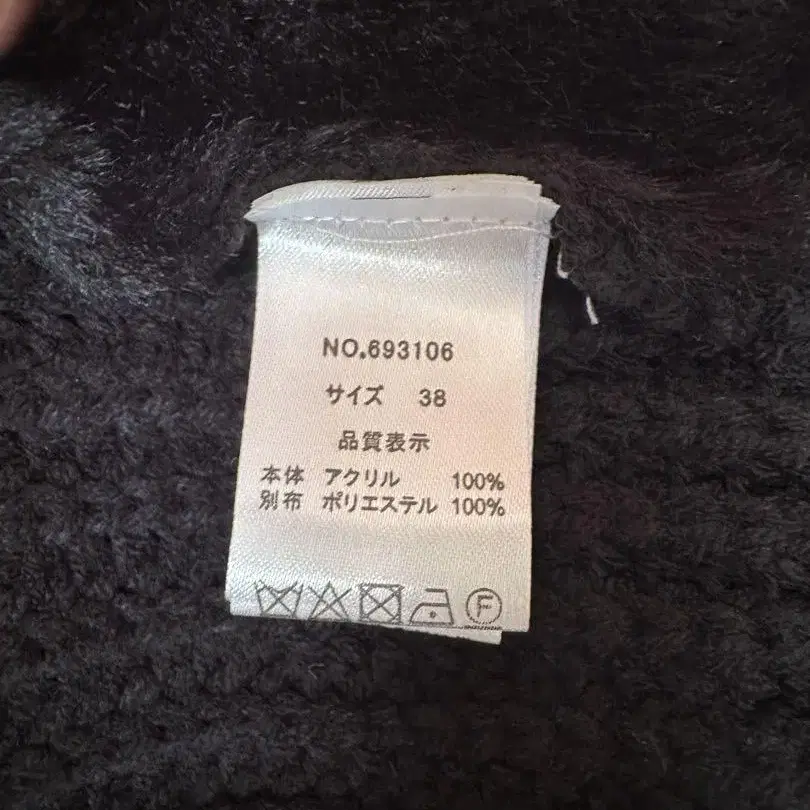 NO.693106
サイズ 38
品質表示
本体 アクリル 100%
別布 ポリエステル 100%
F